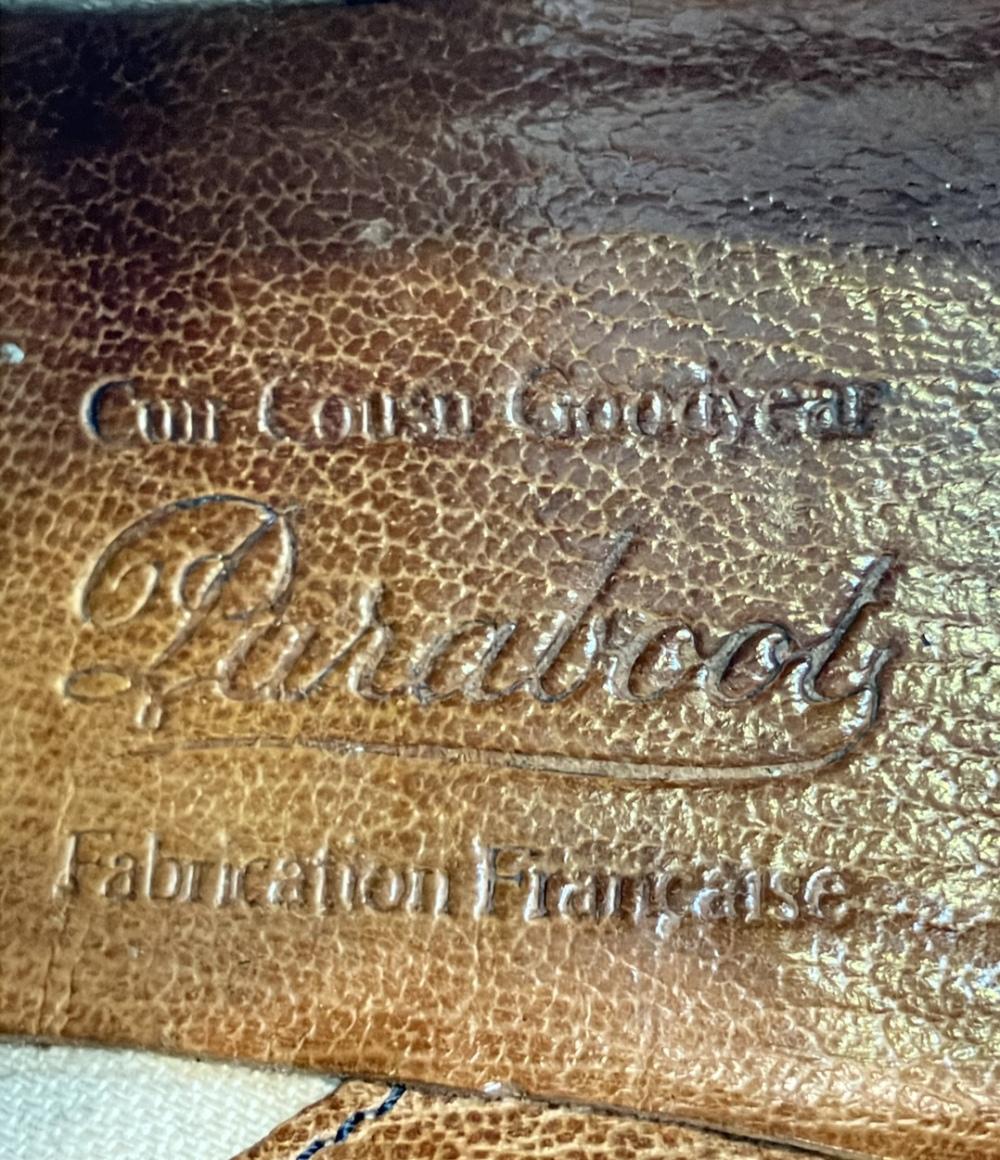 Cuir Cousu Goodyear
Paraboot
Fabrication Française